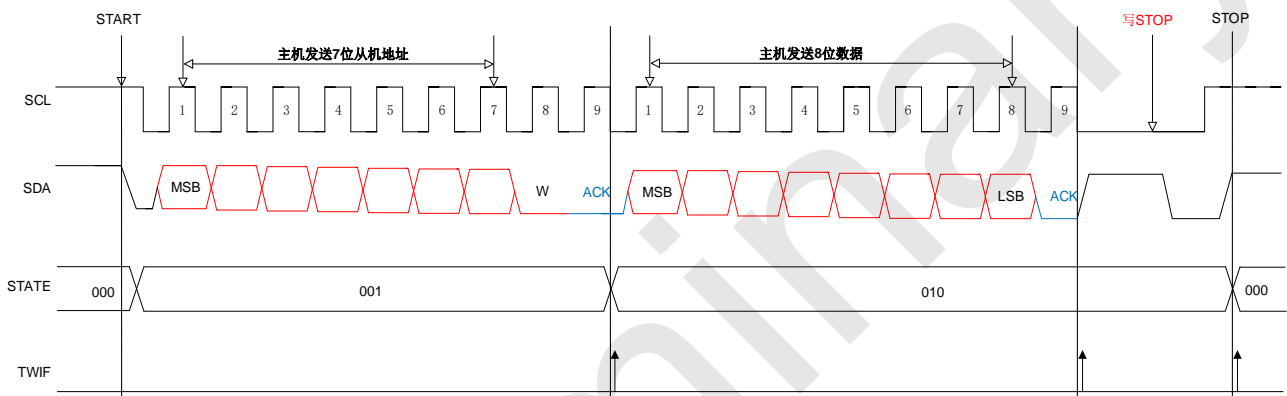 START 写STOP STOP
主机发送7位从机地址 主机发送8位数据
SCL 1 2 3 4 5 6 7 8 9 1 2 3 4 5 6 7 8 9
SDA MSB W ACK MSB LSB ACK
STATE 000 001 010 000
TWIF